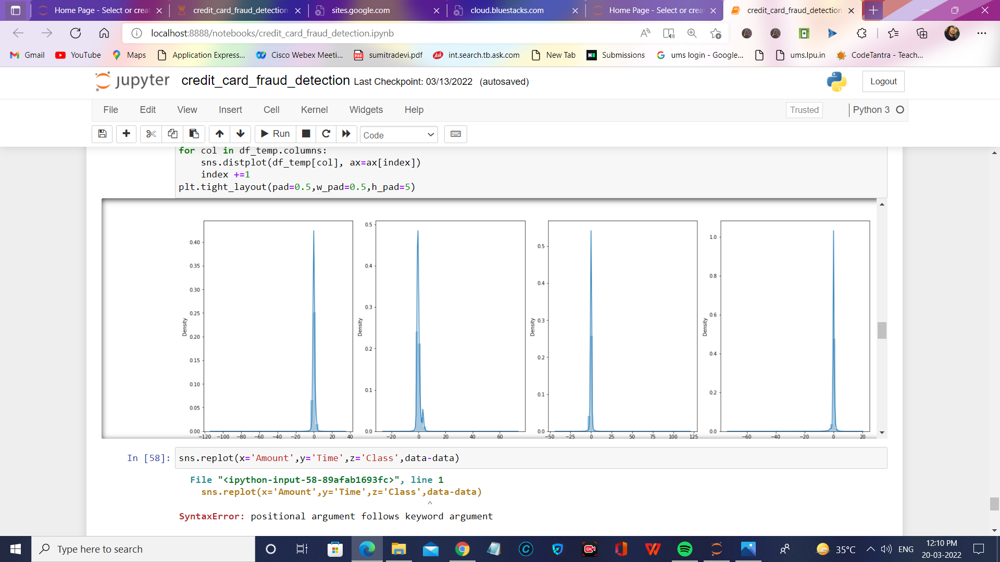 Home Page - Select or creat
credit_card_fraud_detection
sites.google.com
cloud.bluestacks.com
Home Page - Select or crea
credit_card_fraud_detection
localhost:8888/notebooks/credit_card_fraud_detection.ipynb
Gmail YouTube Maps Application Express... Cisco Webex Meeti... PDF sumitradevi.pdf Ask int.search.tb.ask.com New Tab Submissions ums login - Google... ums.lpu.in CodeTantra - Teach...
jupyter credit_card_fraud_detection Last Checkpoint: 03/13/2022 (autosaved) Logout
File Edit View Insert Cell Kernel Widgets Help Trusted Python 3
Run Code
for col in df_temp.columns:
    sns.distplot(df_temp[col], ax=ax[index])
    index +=1
plt.tight_layout(pad=0.5,w_pad=0.5,h_pad=5)
Density
0.40
0.35
0.30
0.25
0.20
0.15
0.10
0.05
0.00
−120 −100 −80 −60 −40 −20 0 20 40
Density
0.5
0.4
0.3
0.2
0.1
0.0
−20 0 20 40 60
Density
0.5
0.4
0.3
0.2
0.1
0.0
−50 −25 0 25 50 75 100 125
Density
1.0
0.8
0.6
0.4
0.2
0.0
−60 −40 −20 0 20
In [58]: sns.replot(x='Amount',y='Time',z='Class',data-data)
File "<ipython-input-58-89afab1693fc>", line 1
sns.replot(x='Amount',y='Time',z='Class',data-data)
^
SyntaxError: positional argument follows keyword argument
Type here to search
35°C
ENG
12:10 PM
20-03-2022